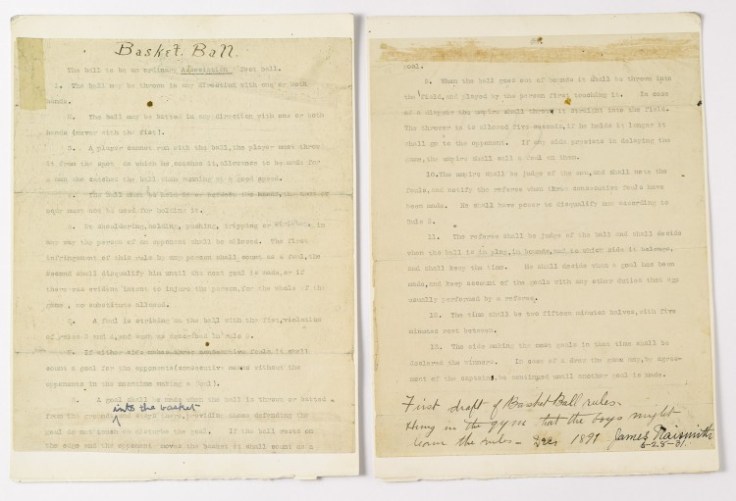 Basket Ball.
The ball to be an ordinary Association foot ball.
1. The ball may be thrown in any direction with one or both
hands.
2. The ball may be batted in any direction with one or both
hands (never with the fist).
3. A player cannot run with the ball, the player must throw
it from the spot on which he catches it, allowance to be made for
a man who catches the ball when running at a good speed.
The ball must be held in or between the hands, the arms or
body must not be used for holding it.
5. No shouldering, holding, pushing, tripping or striking in
any way the person of an opponent shall be allowed. The first
infringement of this rule by any person shall count as a foul, the
second shall disqualify him until the next goal is made, or if
there was evident intent to injure the person, for the whole of the
game, no substitute allowed.
6. A foul is striking at the ball with the fist, violation
of rules 3 and 4, and such as described in rule 5.
7. If either side makes three consecutive fouls it shall
count a goal for the opponents (consecutive means without the
opponents in the meantime making a foul).
8. A goal shall be made when the ball is thrown or batted
into the basket
from the grounds and stays there, providing those defending the
goal do not touch or disturb the goal. If the ball rests on
the edge and the opponent moves the basket it shall count as a
goal.
9. When the ball goes out of bounds it shall be thrown into
the field, and played by the person first touching it. In case
of a dispute the umpire shall throw it straight into the field.
The thrower in is allowed five seconds, if he holds it longer it
shall go to the opponent. If any side persists in delaying the
game, the umpire shall call a foul on them.
10. The umpire shall be judge of the men, and shall note the
fouls, and notify the referee when three consecutive fouls have
been made. He shall have power to disqualify men according to
Rule 5.
11. The referee shall be judge of the ball and shall decide
when the ball is in play, in bounds, and to which side it belongs,
and shall keep the time. He shall decide when a goal has been
made, and keep account of the goals with any other duties that are
usually performed by a referee.
12. The time shall be two fifteen minutes halves, with five
minutes rest between.
13. The side making the most goals in that time shall be
declared the winners. In case of a draw the game may, by agree-
ment of the captains, be continued until another goal is made.
First draft of Basket Ball rules.
Hung in the gym that the boys might
learn the rules - Dec 1891 James Naismith
6-28-31.